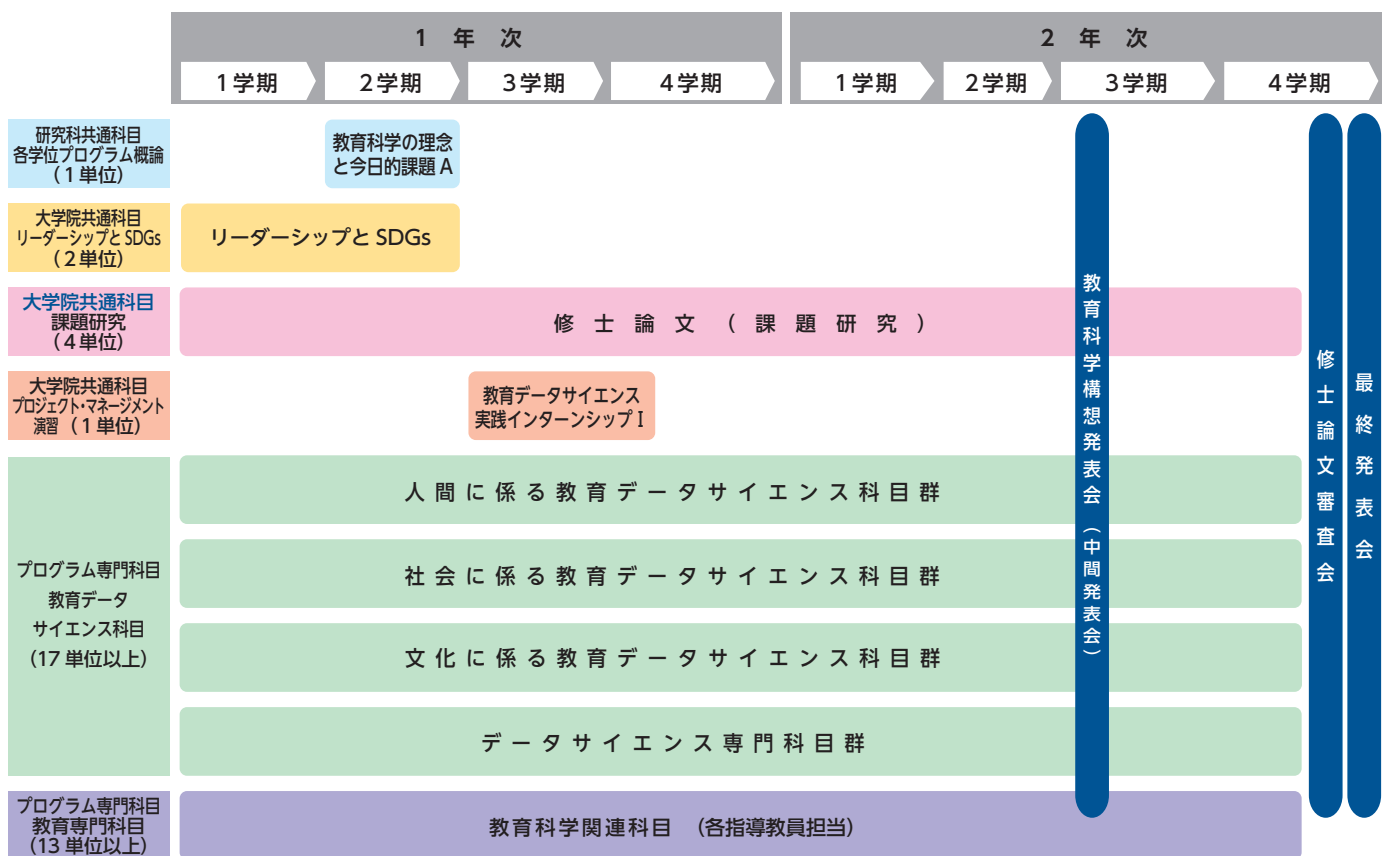 1年次
2年次
1学期
2学期
3学期
4学期
1学期
2学期
3学期
4学期
研究科共通科目
各学位プログラム概論
(1単位)
教育科学の理念
と今日的課題 A
大学院共通科目
リーダーシップとSDGs
(2単位)
リーダーシップと SDGs
大学院共通科目
課題研究
(4単位)
修士論文(課題研究)
大学院共通科目
プロジェクト・マネージメント
演習(1単位)
教育データサイエンス
実践インターンシップ I
プログラム専門科目
教育データ
サイエンス科目
(17単位以上)
人間に係る教育データサイエンス科目群
社会に係る教育データサイエンス科目群
文化に係る教育データサイエンス科目群
データサイエンス専門科目群
プログラム専門科目
教育専門科目
(13単位以上)
教育科学関連科目 (各指導教員担当)
教育科学構想発表会(中間発表会)
修士論文審査会
最終発表会